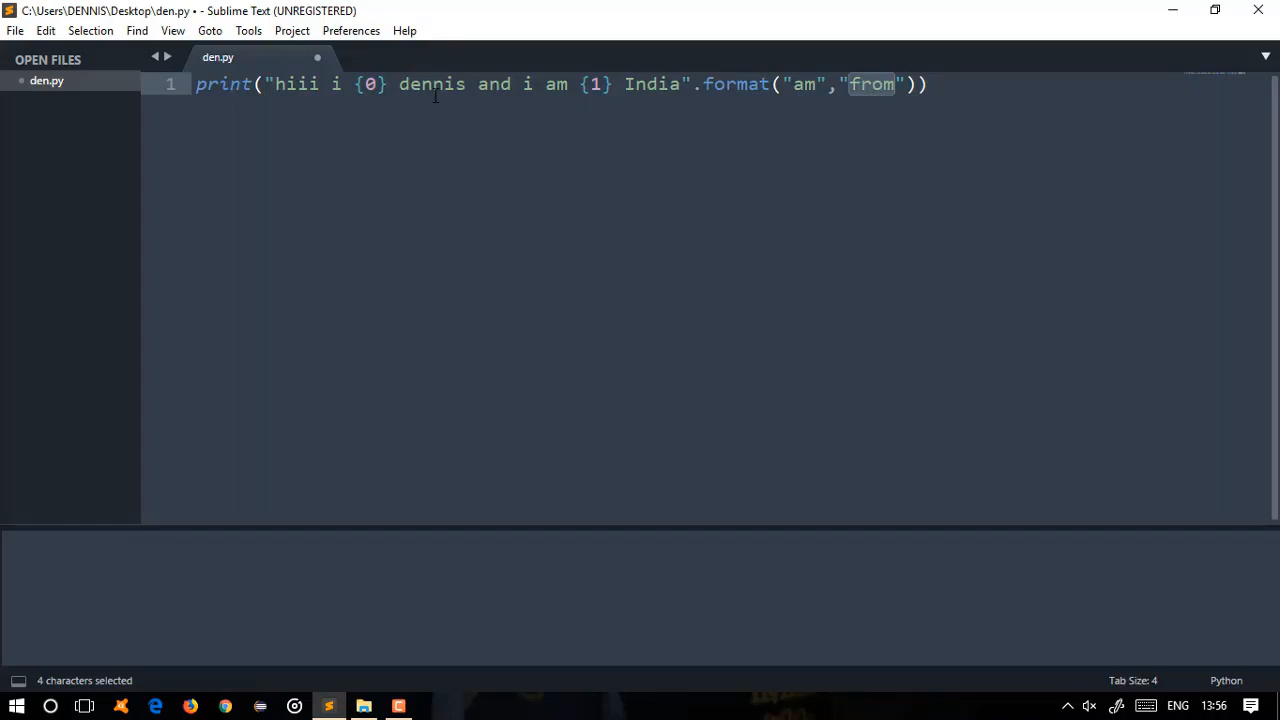 C:\Users\DENNIS\Desktop\den.py • - Sublime Text (UNREGISTERED)
File Edit Selection Find View Goto Tools Project Preferences Help
OPEN FILES
den.py
den.py
1 print("hiii i {0} dennis and i am {1} India".format("am","from"))
4 characters selected
Tab Size: 4
Python
ENG
13:56